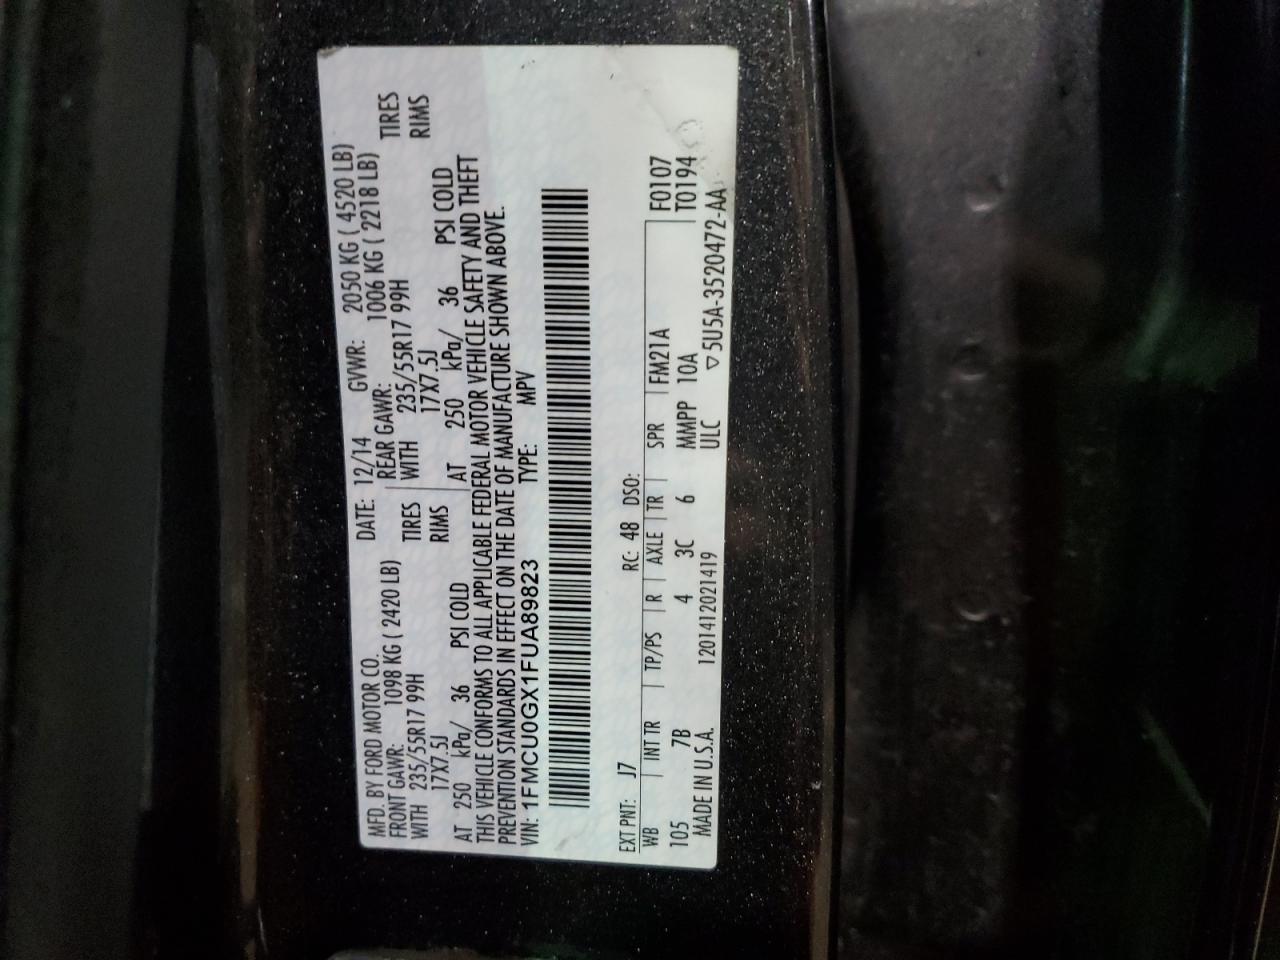 MFD. BY FORD MOTOR CO. DATE: 12/14 GVWR: 2050 KG ( 4520 LB)
FRONT GAWR: 1098 KG ( 2420 LB) REAR GAWR: 1006 KG ( 2218 LB)
WITH 235/55R17 99H TIRES WITH 235/55R17 99H TIRES
17X7.5J RIMS 17X7.5J RIMS
AT 250 kPa/ 36 PSI COLD AT 250 kPa/ 36 PSI COLD
THIS VEHICLE CONFORMS TO ALL APPLICABLE FEDERAL MOTOR VEHICLE SAFETY AND THEFT
PREVENTION STANDARDS IN EFFECT ON THE DATE OF MANUFACTURE SHOWN ABOVE.
VIN: 1FMCU0GX1FUA89823 TYPE: MPV
EXT PNT: J7 RC: 48 DSO:
WB INT TR TP/PS R AXLE TR SPR FM21A F0107
105 7B 4 3C 6 MMPP 10A T0194
MADE IN U.S.A. 1201412021419 ULC ▽5U5A-3520472-AA